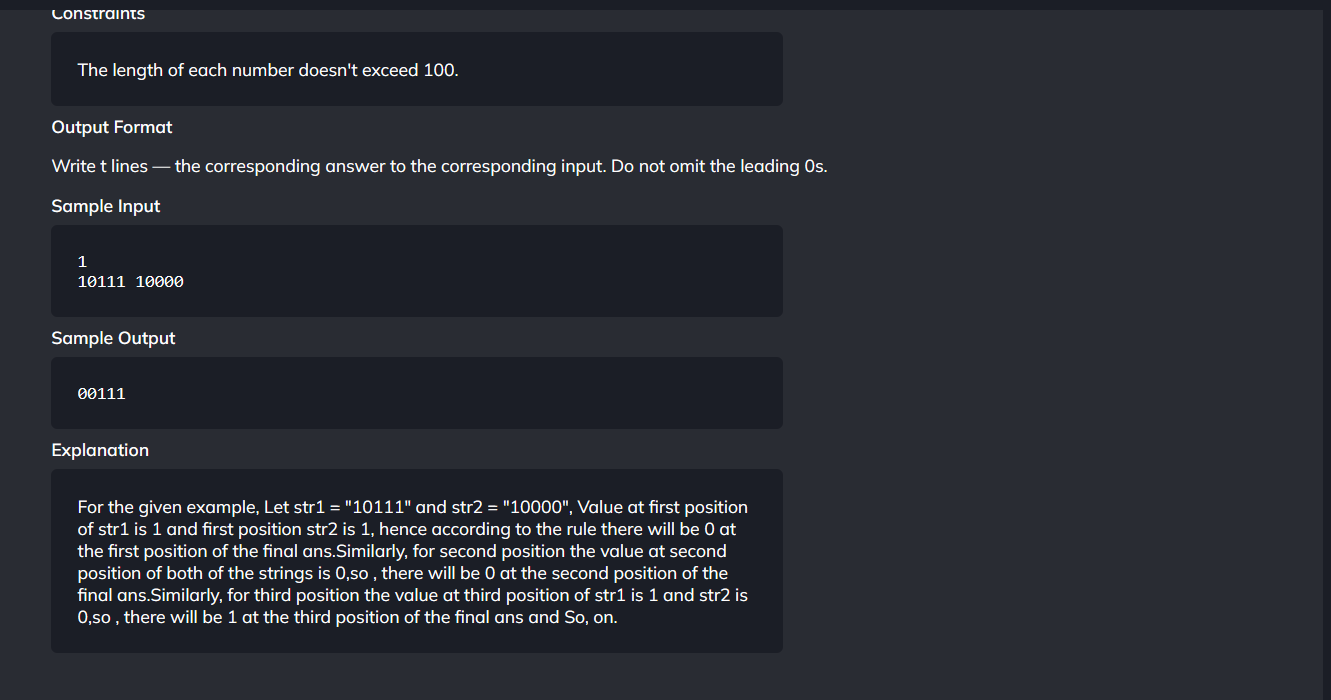 Constraints
The length of each number doesn't exceed 100.
Output Format
Write t lines — the corresponding answer to the corresponding input. Do not omit the leading 0s.
Sample Input
1
10111 10000
Sample Output
00111
Explanation
For the given example, Let str1 = "10111" and str2 = "10000", Value at first position
of str1 is 1 and first position str2 is 1, hence according to the rule there will be 0 at
the first position of the final ans.Similarly, for second position the value at second
position of both of the strings is 0,so , there will be 0 at the second position of the
final ans.Similarly, for third position the value at third position of str1 is 1 and str2 is
0,so , there will be 1 at the third position of the final ans and So, on.